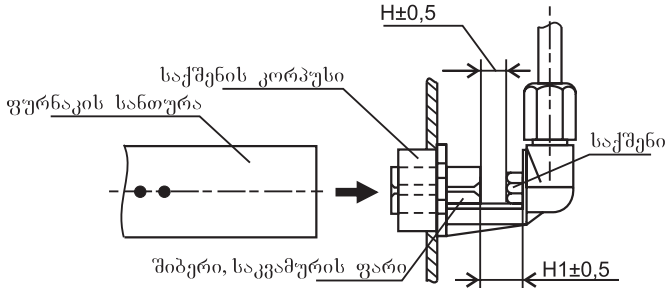 H±0,5
საქშენის კორპუსი
ფურნაკის სანთურა
საქშენი
შიბერი, საკვამურის ფარი
H1±0,5